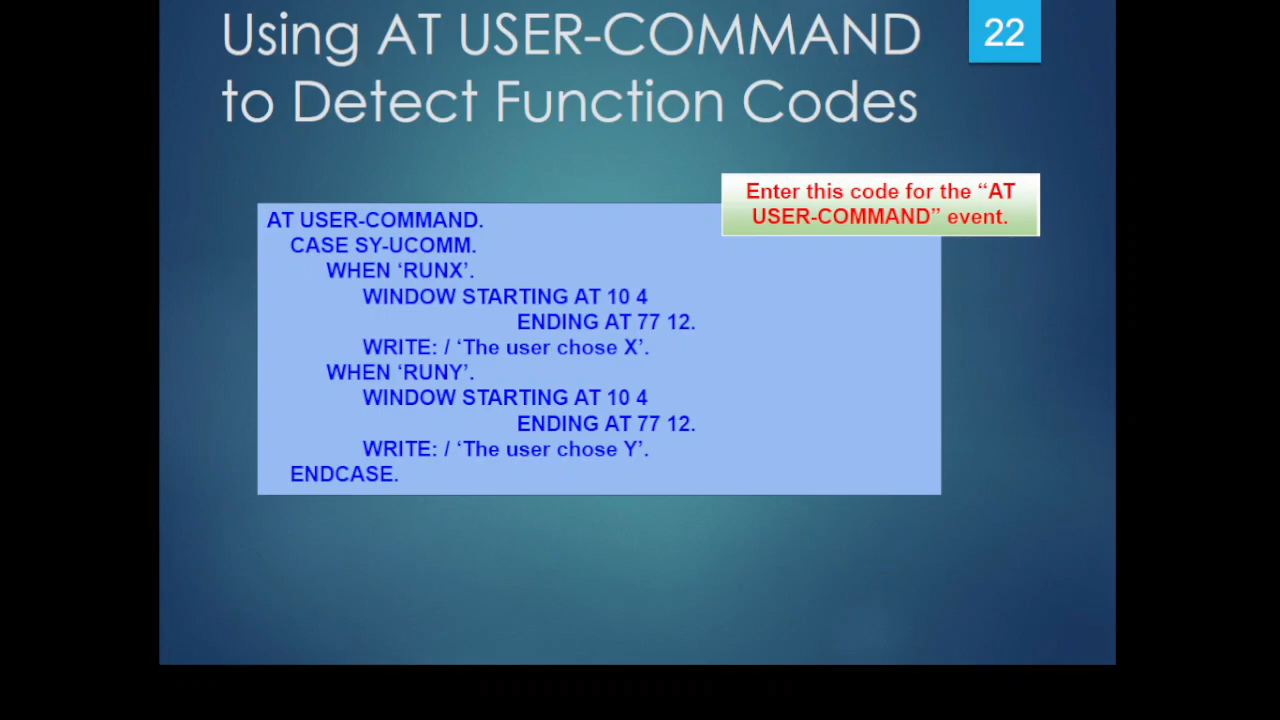 Using AT USER-COMMAND
to Detect Function Codes
22
Enter this code for the “AT
USER-COMMAND” event.
AT USER-COMMAND.
CASE SY-UCOMM.
WHEN ‘RUNX’.
WINDOW STARTING AT 10 4
ENDING AT 77 12.
WRITE: / ‘The user chose X’.
WHEN ‘RUNY’.
WINDOW STARTING AT 10 4
ENDING AT 77 12.
WRITE: / ‘The user chose Y’.
ENDCASE.